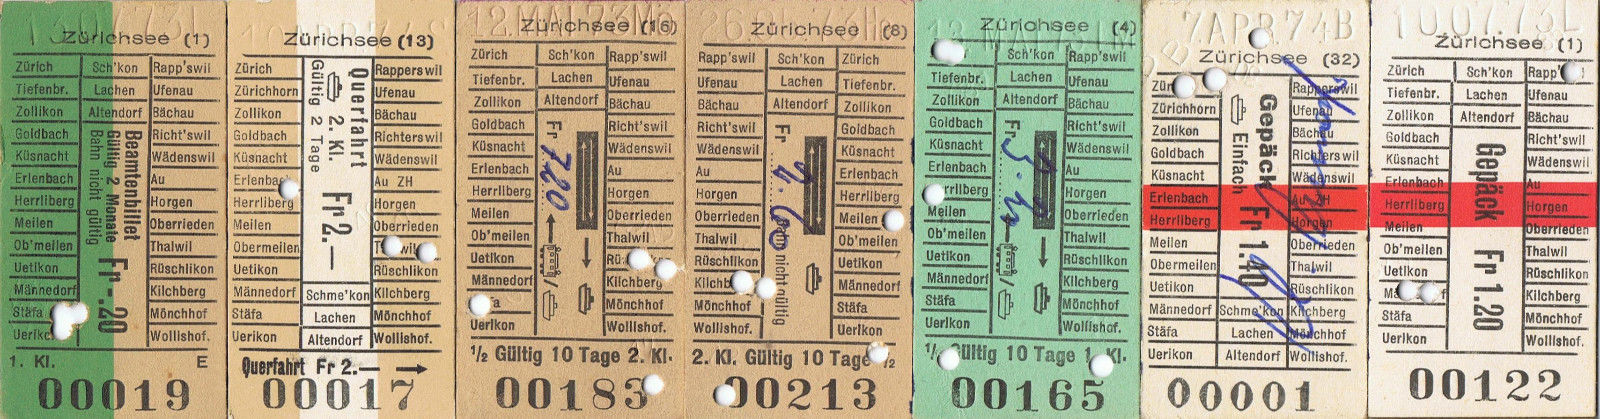 Zürichsee (1)
Zürich
Tiefenbr.
Zollikon
Goldbach
Küsnacht
Erlenbach
Herrliberg
Meilen
Ob'meilen
Uetikon
Männedorf
Stäfa
Uerikon
Sch'kon
Lachen
Altendorf
Beamtenbillet
Gültig 2 Monate
Bahn nicht gültig
Fr -.20
Rapp'swil
Ufenau
Bächau
Richt'swil
Wädenswil
Au
Horgen
Oberrieden
Thalwil
Rüschlikon
Kilchberg
Mönchhof
Wollishof.
1. Kl. E
00019
Zürichsee (13)
Zürich
Zürichhorn
Zollikon
Goldbach
Küsnacht
Erlenbach
Herrliberg
Meilen
Obermeilen
Uetikon
Männedorf
Stäfa
Uerikon
Querfahrt
2. Kl.
Gültig 2 Tage
Fr 2.—
Schme'kon
Lachen
Altendorf
Rapperswil
Ufenau
Bächau
Richterswil
Wädenswil
Au ZH
Horgen
Oberrieden
Thalwil
Rüschlikon
Kilchberg
Mönchhof
Wollishof.
Querfahrt Fr 2.—
00017
12.MAI 73
Zürichsee (16)
Zürich
Tiefenbr.
Zollikon
Goldbach
Küsnacht
Erlenbach
Herrliberg
Meilen
Ob'meilen
Uetikon
Männedorf
Stäfa
Uerikon
Sch'kon
Lachen
Altendorf
Fr 7.20
Rapp'swil
Ufenau
Bächau
Richt'swil
Wädenswil
Au
Horgen
Oberrieden
Thalwil
Kilchberg
Mönchhof
Wollishof.
1/2 Gültig 10 Tage 2. Kl.
00183
Zürichsee (8)
Zürich
Tiefenbr.
Zollikon
Goldbach
Küsnacht
Erlenbach
Herrliberg
Meilen
Ob'meilen
Uetikon
Männedorf
Stäfa
Uerikon
Sch'kon
Lachen
Altendorf
Fr
nicht gültig
Rapp'swil
Ufenau
Bächau
Richt'swil
Wädenswil
Au
Horgen
Oberrieden
Thalwil
Rüschlikon
Kilchberg
Mönchhof
Wollishof.
2. Kl. Gültig 10 Tage 1/2
00213
Zürichsee (4)
Zürich
Tiefenbr.
Zollikon
Goldbach
Küsnacht
Erlenbach
Herrliberg
Meilen
Ob'meilen
Uetikon
Männedorf
Stäfa
Uerikon
Sch'kon
Lachen
Altendorf
Fr
Rapp'swil
Ufenau
Bächau
Richt'swil
Wädenswil
Au
Horgen
Oberrieden
Thalwil
Rüschlikon
Kilchberg
Mönchhof
Wollishof.
1/2 Gültig 10 Tage 1. Kl.
00165
7.APR 74 B
Zürichsee (32)
Zürichhorn
Zollikon
Goldbach
Küsnacht
Erlenbach
Herrliberg
Meilen
Obermeilen
Uetikon
Männedorf
Stäfa
Uerikon
Gepäck
Einfach
Fr 1.40
Schme'kon
Lachen
Altendorf
Rapperswil
Ufenau
Bächau
Richterswil
Wädenswil
Au ZH
Horgen
Oberrieden
Thalwil
Rüschlikon
Kilchberg
Mönchhof
Wollishof.
00001
10.07.73 L
Zürichsee (1)
Zürich
Tiefenbr.
Zollikon
Goldbach
Küsnacht
Erlenbach
Herrliberg
Meilen
Ob'meilen
Uetikon
Stäfa
Uerikon
Sch'kon
Lachen
Altendorf
Gepäck
Fr 1.20
Rapp'swil
Ufenau
Bächau
Richt'swil
Wädenswil
Au
Horgen
Oberrieden
Thalwil
Rüschlikon
Kilchberg
Mönchhof
Wollishof.
00122